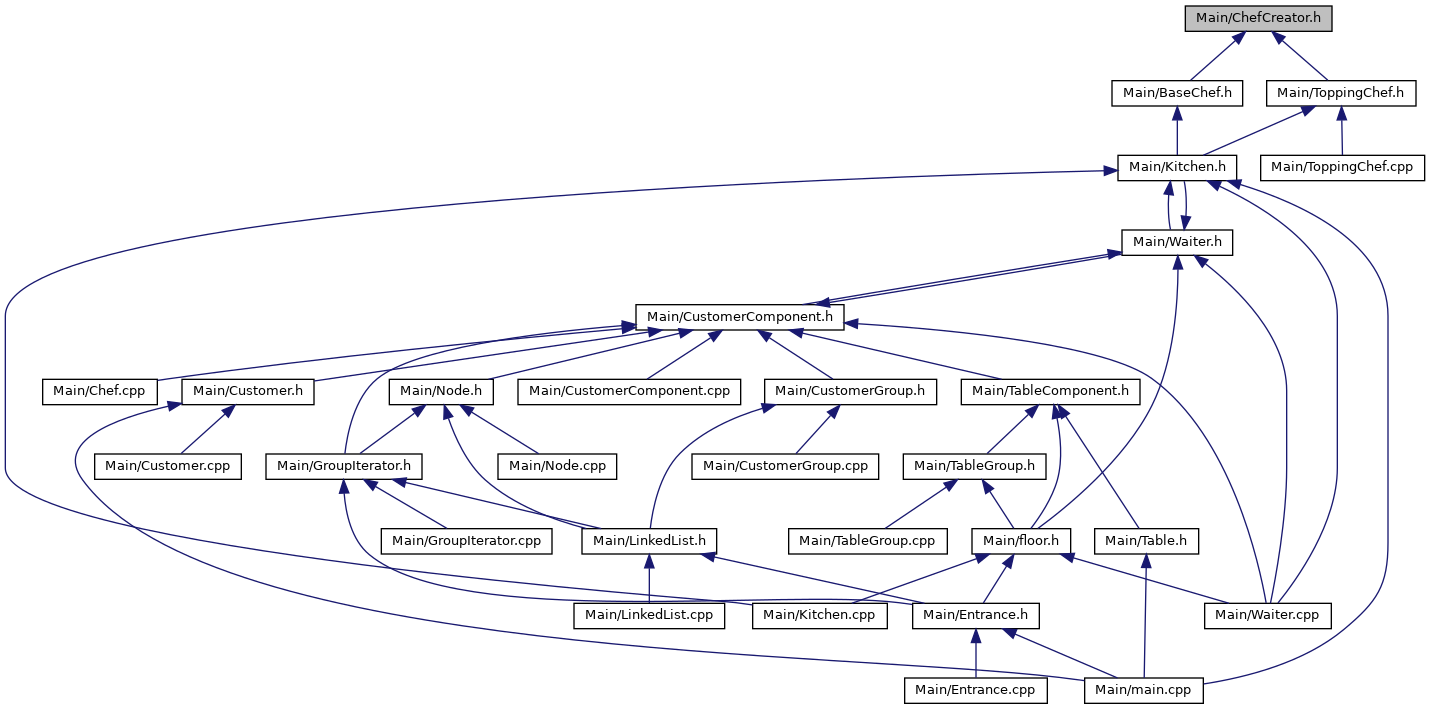 Main/ChefCreator.h
Main/BaseChef.h
Main/ToppingChef.h
Main/Kitchen.h
Main/ToppingChef.cpp
Main/Waiter.h
Main/CustomerComponent.h
Main/Chef.cpp
Main/Customer.h
Main/Node.h
Main/CustomerComponent.cpp
Main/CustomerGroup.h
Main/TableComponent.h
Main/Customer.cpp
Main/GroupIterator.h
Main/Node.cpp
Main/CustomerGroup.cpp
Main/TableGroup.h
Main/GroupIterator.cpp
Main/LinkedList.h
Main/TableGroup.cpp
Main/floor.h
Main/Table.h
Main/LinkedList.cpp
Main/Kitchen.cpp
Main/Entrance.h
Main/Waiter.cpp
Main/Entrance.cpp
Main/main.cpp